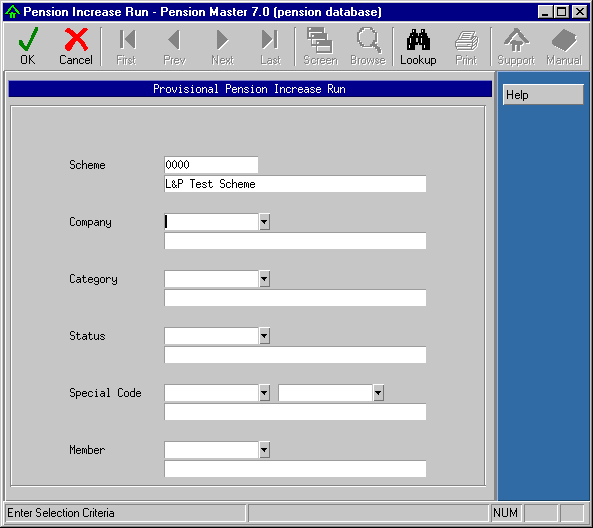 Pension Increase Run - Pension Master 7.0 (pension database)
OK Cancel First Prev Next Last Screen Browse Lookup Print Support Manual
Provisional Pension Increase Run
Help
Scheme 0000
L&P Test Scheme
Company
Category
Status
Special Code
Member
Enter Selection Criteria NUM